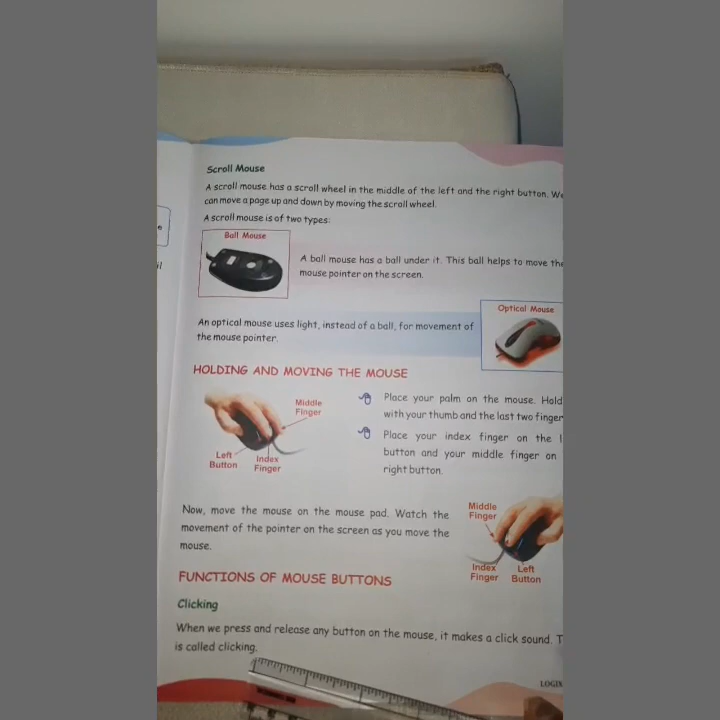 Scroll Mouse
A scroll mouse has a scroll wheel in the middle of the left and the right button. We
can move a page up and down by moving the scroll wheel.
A scroll mouse is of two types:
Ball Mouse
A ball mouse has a ball under it. This ball helps to move the
mouse pointer on the screen.
Optical Mouse
An optical mouse uses light, instead of a ball, for movement of
the mouse pointer.
HOLDING AND MOVING THE MOUSE
Middle
Finger
Left
Button
Index
Finger
Place your palm on the mouse. Hold
with your thumb and the last two finger
Place your index finger on the l
button and your middle finger on
right button.
Now, move the mouse on the mouse pad. Watch the
movement of the pointer on the screen as you move the
mouse.
Middle
Finger
Index
Finger
Left
Button
FUNCTIONS OF MOUSE BUTTONS
Clicking
When we press and release any button on the mouse, it makes a click sound. T
is called clicking.
LOGIX